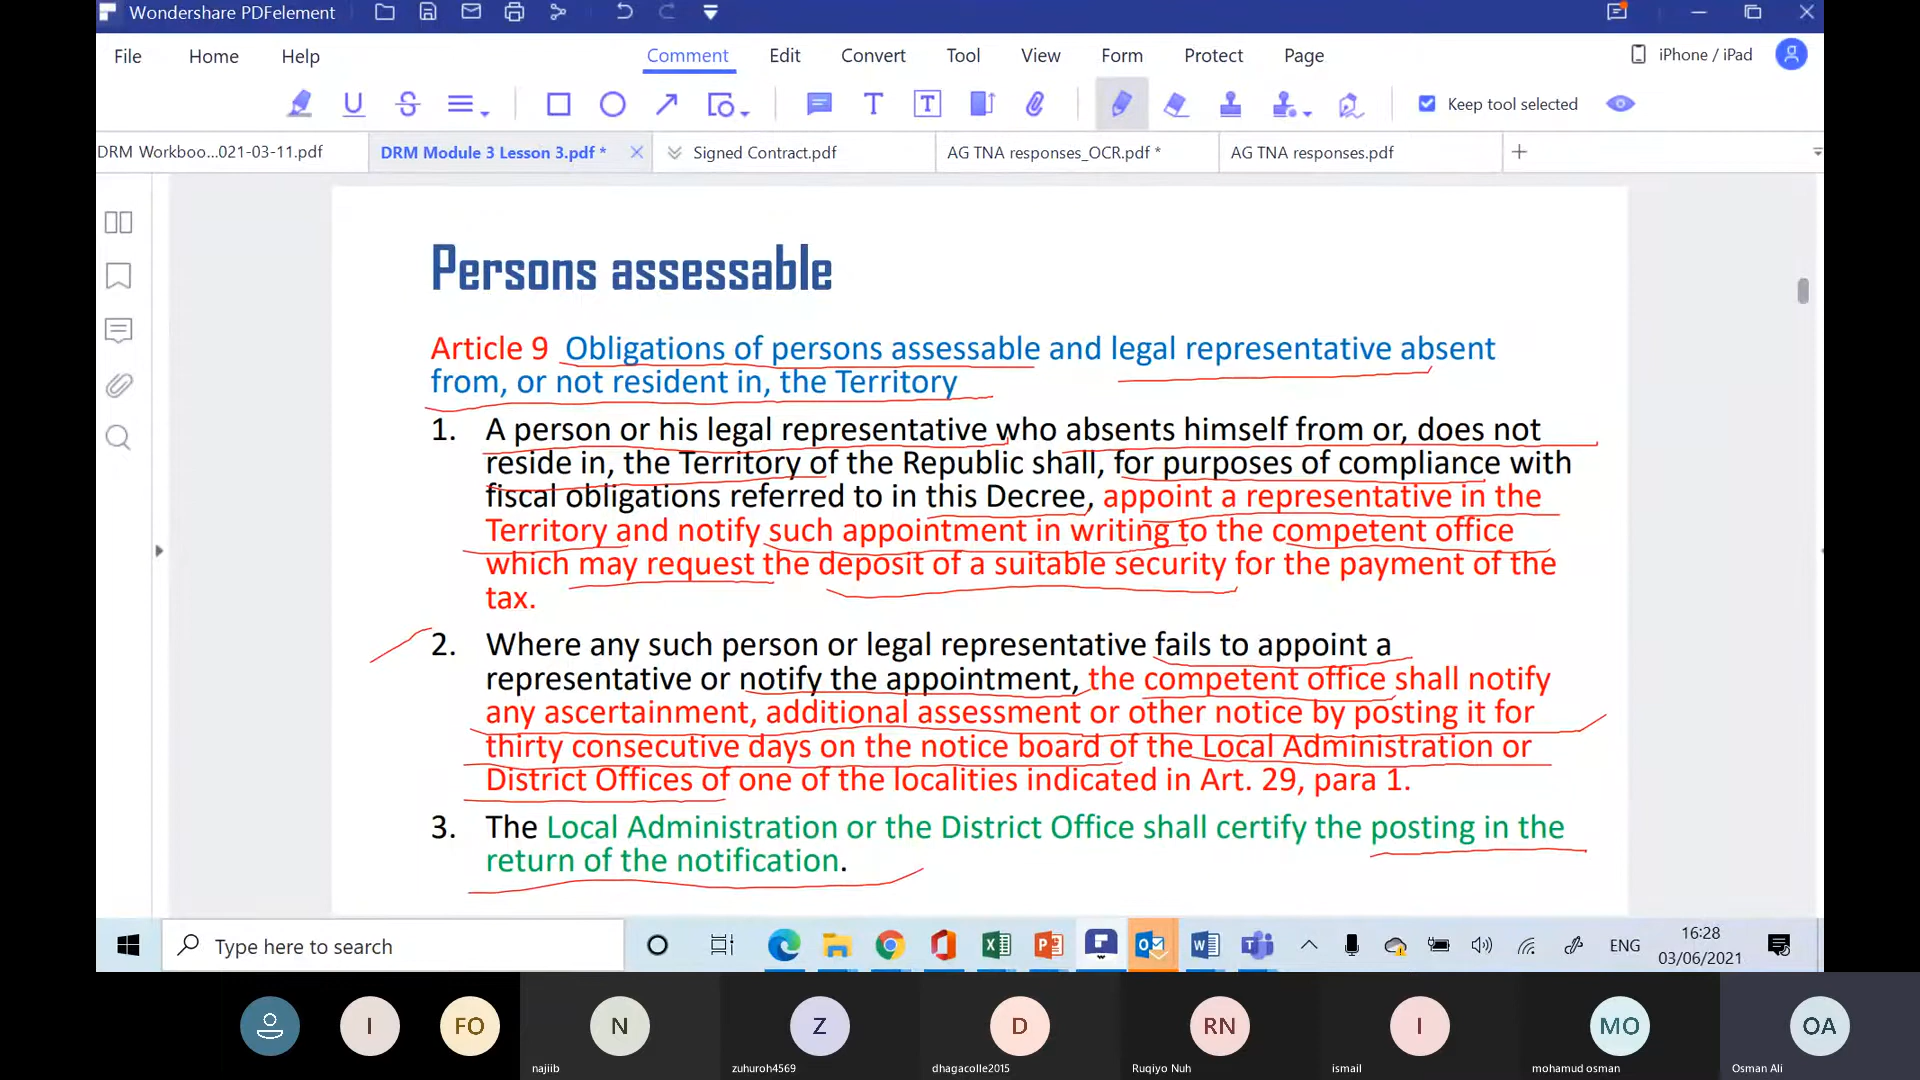 Wondershare PDFelement
File Home Help Comment Edit Convert Tool View Form Protect Page iPhone / iPad
Keep tool selected
DRM Workboo...021-03-11.pdf DRM Module 3 Lesson 3.pdf * Signed Contract.pdf AG TNA responses_OCR.pdf * AG TNA responses.pdf
Persons assessable
Article 9 Obligations of persons assessable and legal representative absent
from, or not resident in, the Territory
1. A person or his legal representative who absents himself from or, does not
reside in, the Territory of the Republic shall, for purposes of compliance with
fiscal obligations referred to in this Decree, appoint a representative in the
Territory and notify such appointment in writing to the competent office
which may request the deposit of a suitable security for the payment of the
tax.
2. Where any such person or legal representative fails to appoint a
representative or notify the appointment, the competent office shall notify
any ascertainment, additional assessment or other notice by posting it for
thirty consecutive days on the notice board of the Local Administration or
District Offices of one of the localities indicated in Art. 29, para 1.
3. The Local Administration or the District Office shall certify the posting in the
return of the notification.
Type here to search
ENG
16:28
03/06/2021
I FO N Z D RN I MO OA
najiib zuhuroh4569 dhagacolle2015 Ruqiyo Nuh ismail mohamud osman Osman Ali